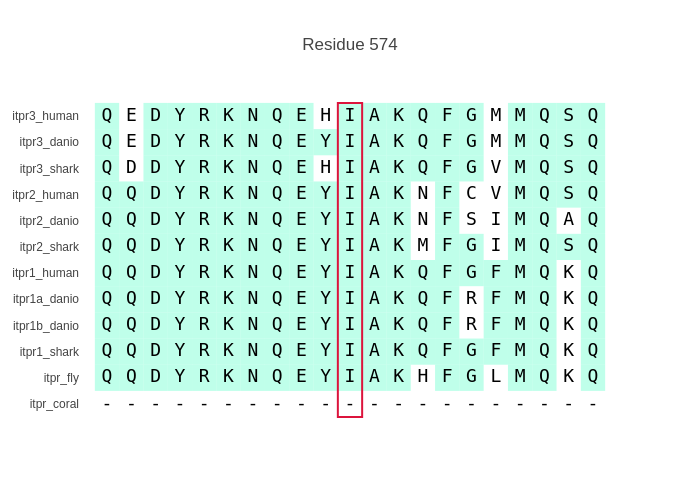 Residue 574
itpr3_human Q E D Y R K N Q E H I A K Q F G M M Q S Q
itpr3_danio Q E D Y R K N Q E Y I A K Q F G M M Q S Q
itpr3_shark Q D D Y R K N Q E H I A K Q F G V M Q S Q
itpr2_human Q Q D Y R K N Q E Y I A K N F C V M Q S Q
itpr2_danio Q Q D Y R K N Q E Y I A K N F S I M Q A Q
itpr2_shark Q Q D Y R K N Q E Y I A K M F G I M Q S Q
itpr1_human Q Q D Y R K N Q E Y I A K Q F G F M Q K Q
itpr1a_danio Q Q D Y R K N Q E Y I A K Q F R F M Q K Q
itpr1b_danio Q Q D Y R K N Q E Y I A K Q F R F M Q K Q
itpr1_shark Q Q D Y R K N Q E Y I A K Q F G F M Q K Q
itpr_fly Q Q D Y R K N Q E Y I A K H F G L M Q K Q
itpr_coral - - - - - - - - - - - - - - - - - - - - -